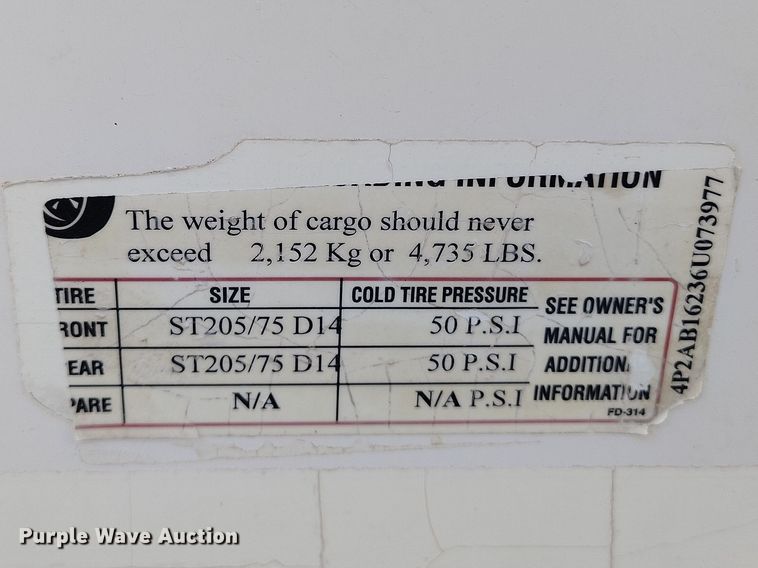 INFORMATION
The weight of cargo should never
exceed 2,152 Kg or 4,735 LBS.
TIRE SIZE COLD TIRE PRESSURE SEE OWNER'S
RONT ST205/75 D14 50 P.S.I MANUAL FOR
EAR ST205/75 D14 50 P.S.I ADDITION
PARE N/A N/A P.S.I INFORMATION
FD-314
4P2AB16236U073977
Purple Wave Auction